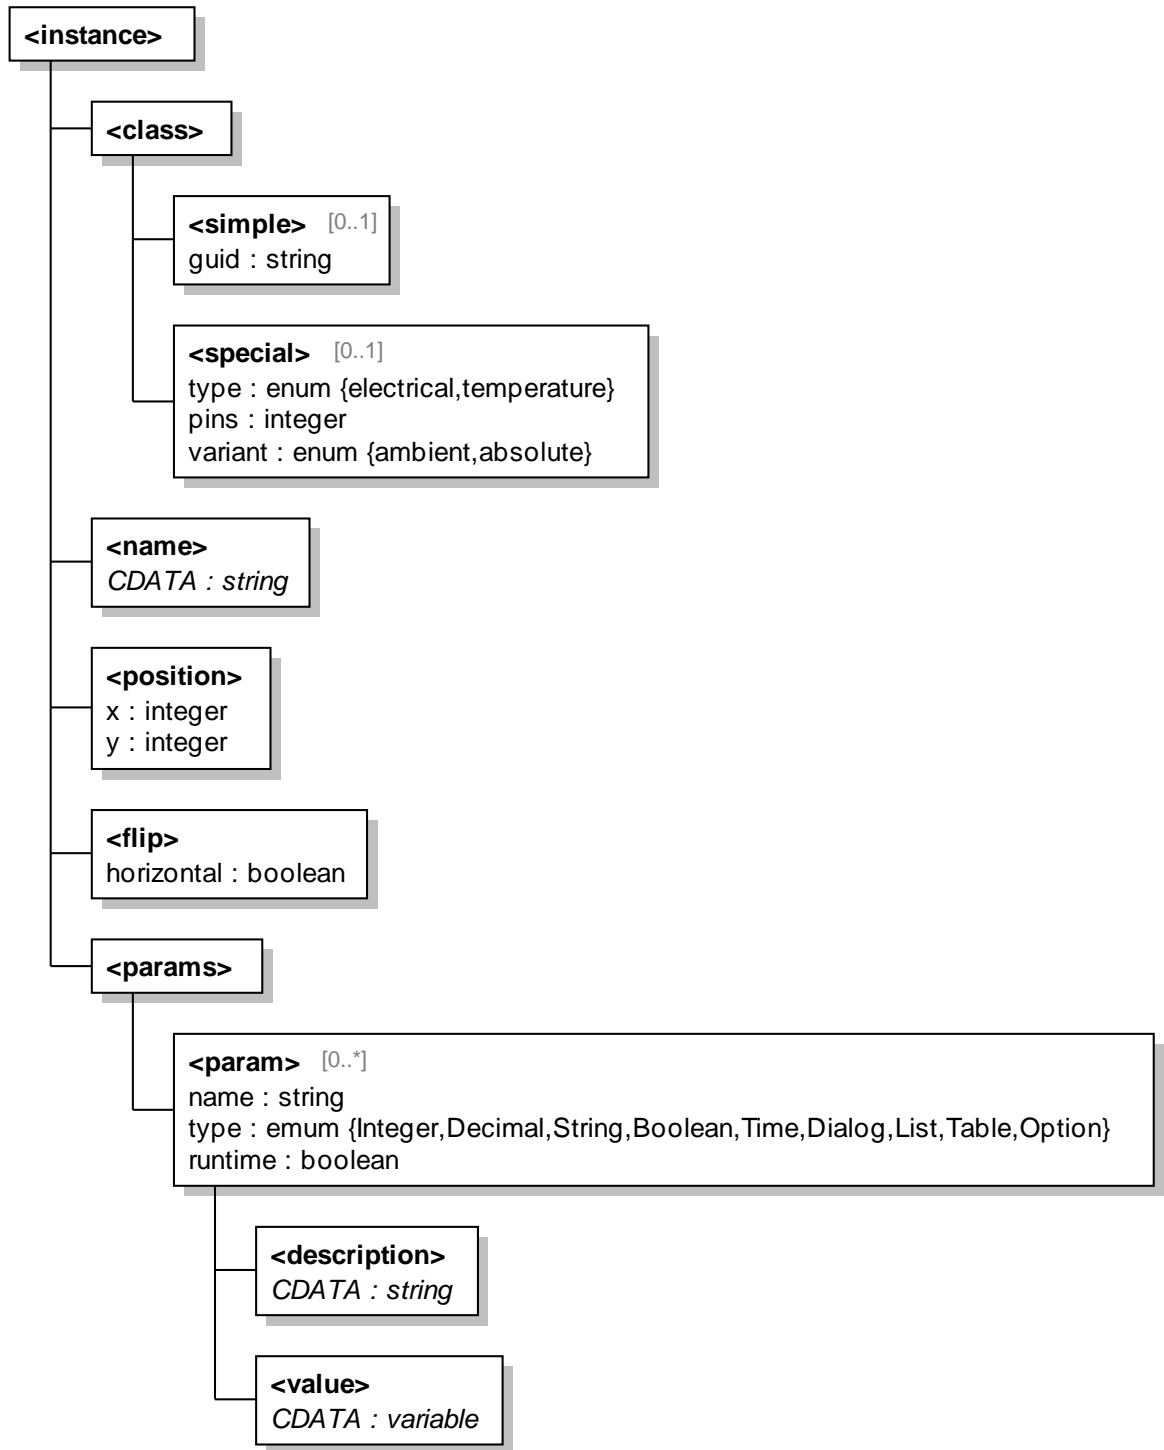 <instance>
<class>
<simple> [0..1]
guid : string
<special> [0..1]
type : enum {electrical,temperature}
pins : integer
variant : enum {ambient,absolute}
<name>
CDATA : string
<position>
x : integer
y : integer
<flip>
horizontal : boolean
<params>
<param> [0..*]
name : string
type : emum {Integer,Decimal,String,Boolean,Time,Dialog,List,Table,Option}
runtime : boolean
<description>
CDATA : string
<value>
CDATA : variable